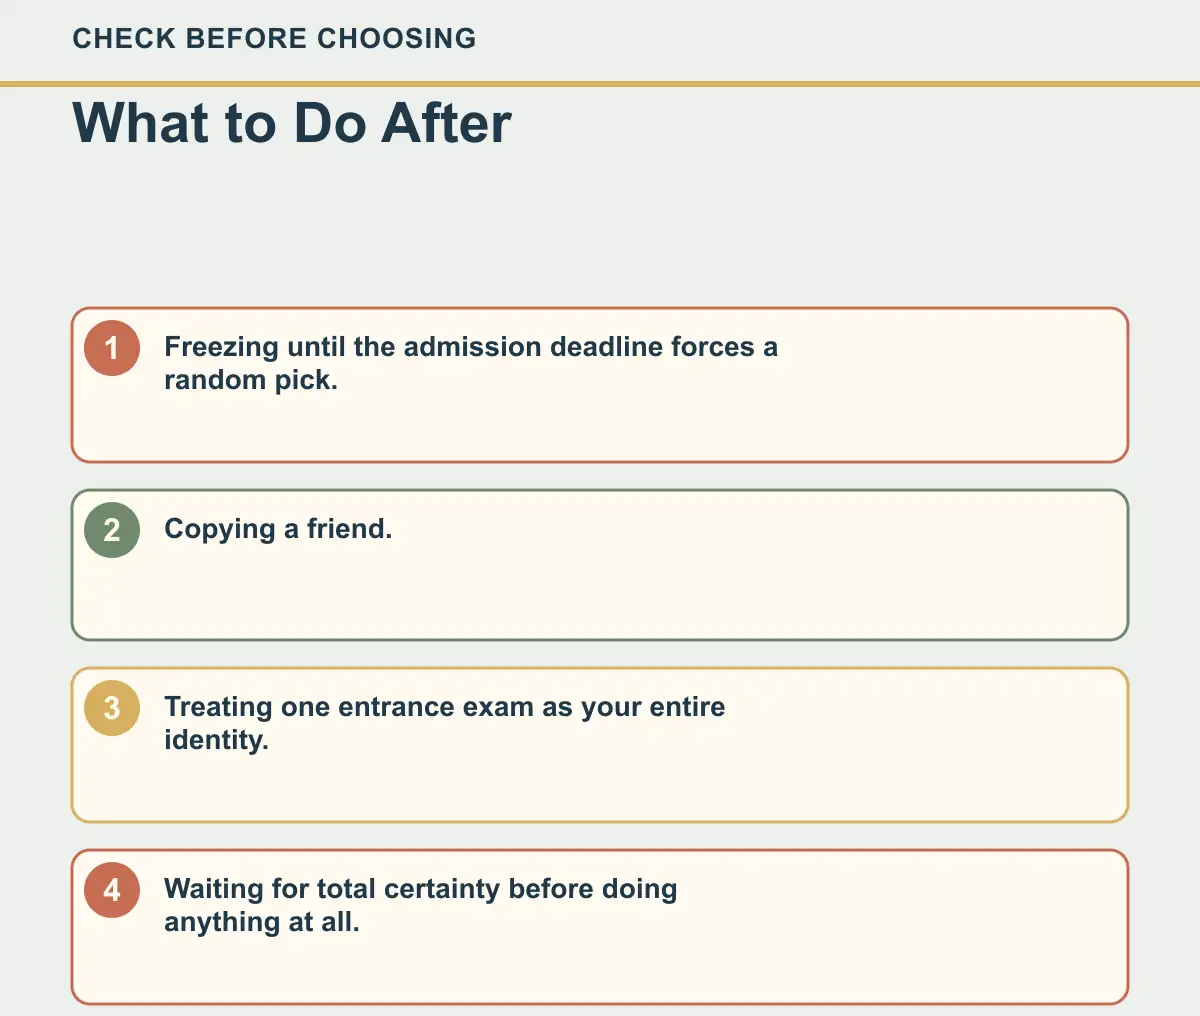 CHECK BEFORE CHOOSING
What to Do After
1
Freezing until the admission deadline forces a
random pick.
2
Copying a friend.
3
Treating one entrance exam as your entire
identity.
4
Waiting for total certainty before doing
anything at all.